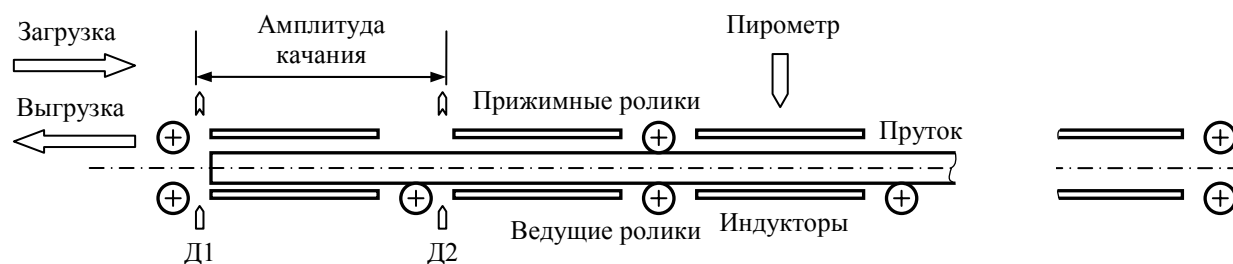 Загрузка
Амплитуда
качания
Пирометр
Выгрузка
Прижимные ролики
Пруток
Ведущие ролики
Индукторы
Д1
Д2